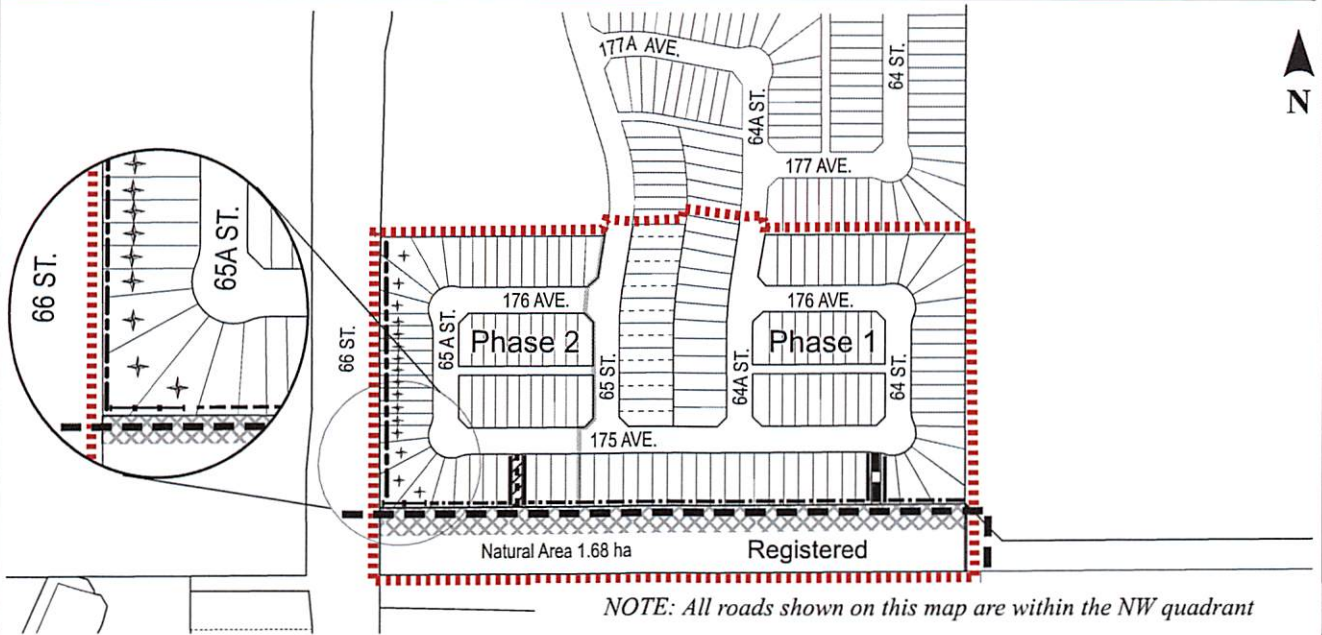 177A AVE.
64A ST.
64 ST.
N
177 AVE.
66 ST.
65A ST.
176 AVE.
176 AVE.
66 ST.
65 A ST.
Phase 2
65 ST.
64A ST.
Phase 1
64 ST.
175 AVE.
Natural Area 1.68 ha
Registered
NOTE: All roads shown on this map are within the NW quadrant